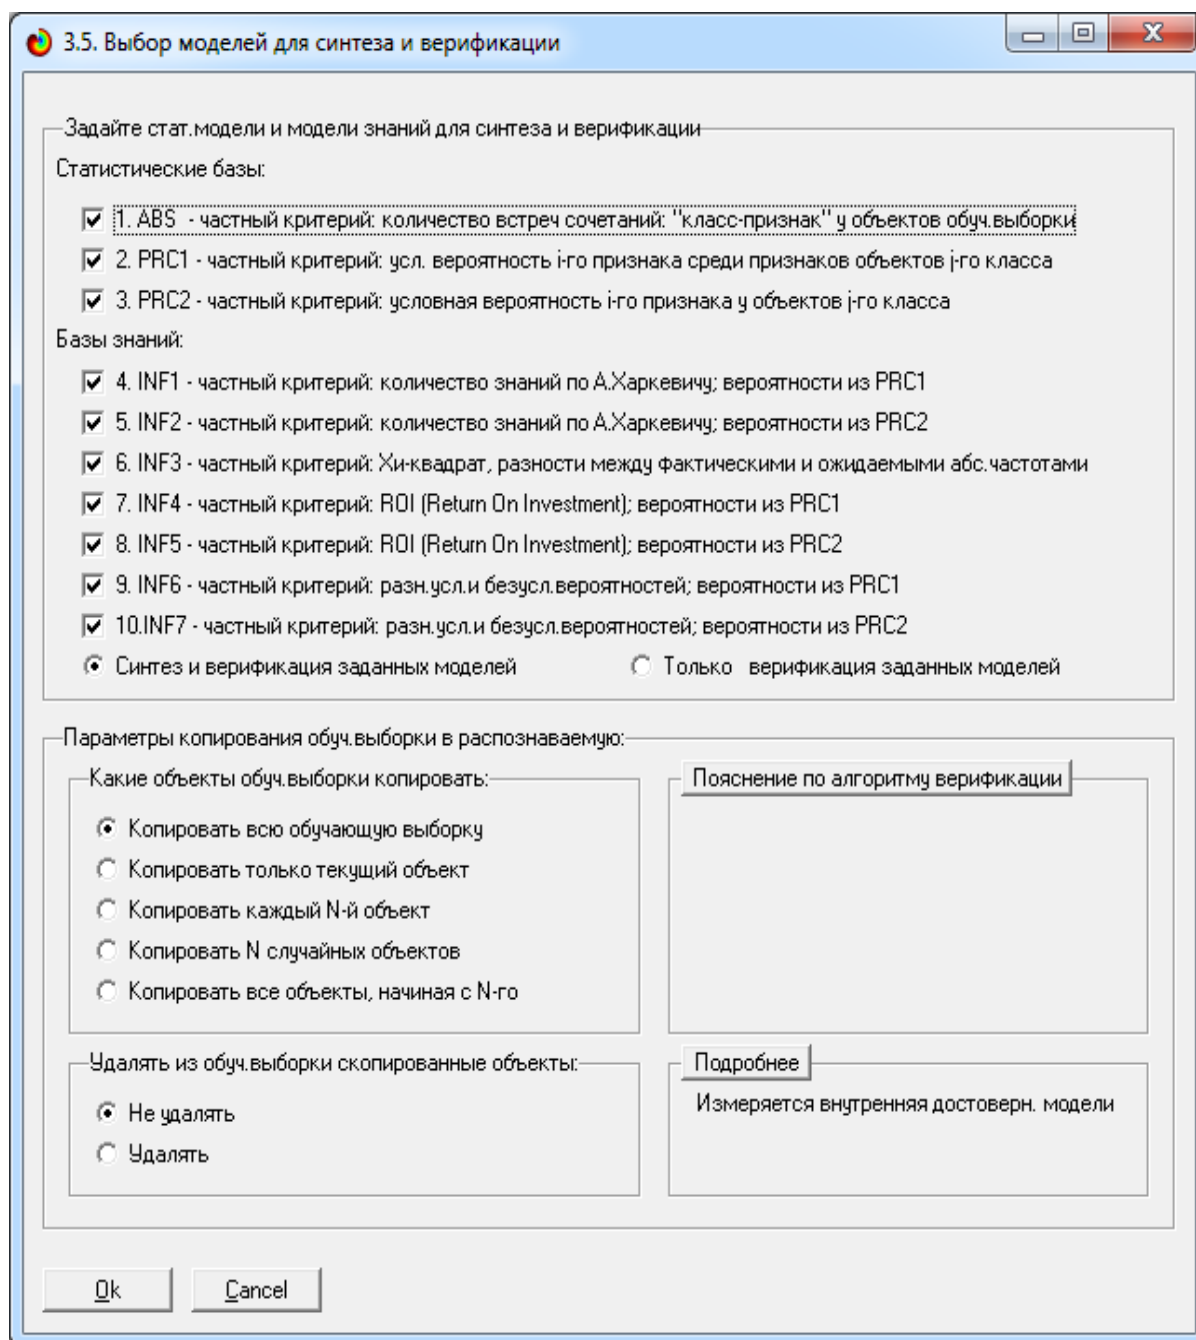 3.5. Выбор моделей для синтеза и верификации
Задайте стат.модели и модели знаний для синтеза и верификации
Статистические базы:
1. ABS - частный критерий: количество встреч сочетаний: "класс-признак" у объектов обуч.выборки
2. PRC1 - частный критерий: усл. вероятность i-го признака среди признаков объектов j-го класса
3. PRC2 - частный критерий: условная вероятность i-го признака у объектов j-го класса
Базы знаний:
4. INF1 - частный критерий: количество знаний по А.Харкевичу; вероятности из PRC1
5. INF2 - частный критерий: количество знаний по А.Харкевичу; вероятности из PRC2
6. INF3 - частный критерий: Хи-квадрат, разности между фактическими и ожидаемыми абс.частотами
7. INF4 - частный критерий: ROI (Return On Investment); вероятности из PRC1
8. INF5 - частный критерий: ROI (Return On Investment); вероятности из PRC2
9. INF6 - частный критерий: разн.усл.и безусл.вероятностей; вероятности из PRC1
10.INF7 - частный критерий: разн.усл.и безусл.вероятностей; вероятности из PRC2
Синтез и верификация заданных моделей Только верификация заданных моделей
Параметры копирования обуч.выборки в распознаваемую:
Какие объекты обуч.выборки копировать:
Копировать всю обучающую выборку
Копировать только текущий объект
Копировать каждый N-й объект
Копировать N случайных объектов
Копировать все объекты, начиная с N-го
Пояснение по алгоритму верификации
Удалять из обуч.выборки скопированные объекты:
Не удалять
Удалять
Подробнее
Измеряется внутренняя достоверн. модели
Ok Cancel